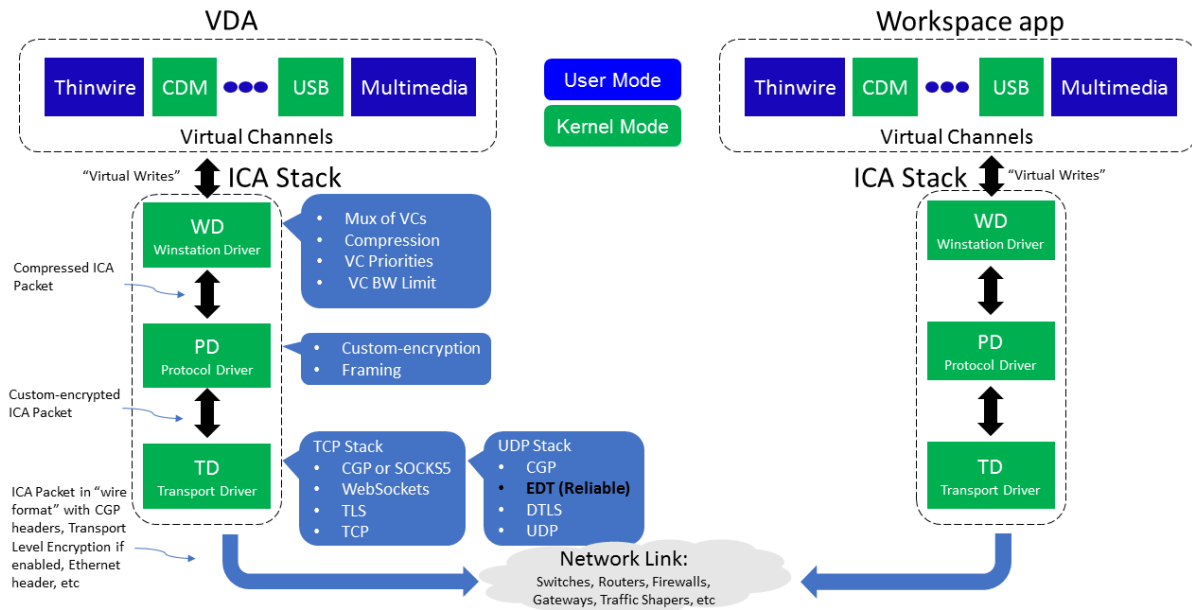 VDA
Thinwire
CDM
USB
Multimedia
Virtual Channels
User Mode
Kernel Mode
Workspace app
Thinwire
CDM
USB
Multimedia
Virtual Channels
“Virtual Writes”
ICA Stack
WD
Winstation Driver
• Mux of VCs
• Compression
• VC Priorities
• VC BW Limit
Compressed ICA
Packet
PD
Protocol Driver
• Custom-encryption
• Framing
Custom-encrypted
ICA Packet
TD
Transport Driver
TCP Stack
• CGP or SOCKS5
• WebSockets
• TLS
• TCP
UDP Stack
• CGP
• EDT (Reliable)
• DTLS
• UDP
ICA Packet in “wire
format” with CGP
headers, Transport
Level Encryption if
enabled, Ethernet
header, etc
ICA Stack
“Virtual Writes”
WD
Winstation Driver
PD
Protocol Driver
TD
Transport Driver
Network Link:
Switches, Routers, Firewalls,
Gateways, Traffic Shapers, etc